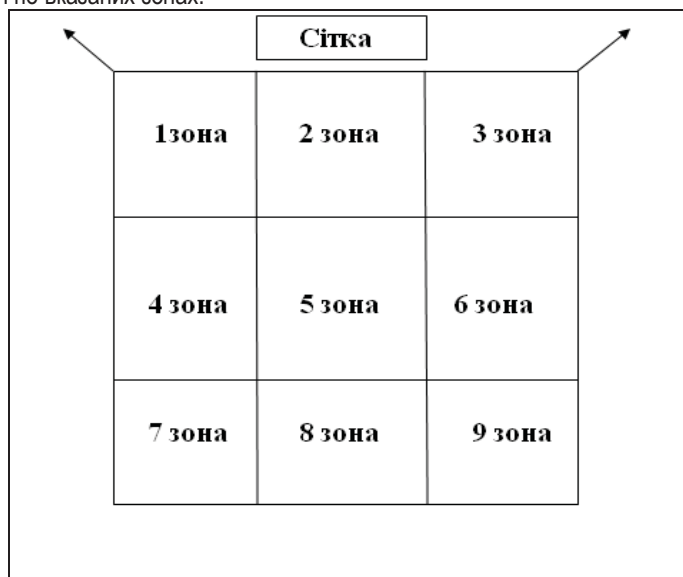 вказаних зонах.
Сітка
1зона 2 зона 3 зона
4 зона 5 зона 6 зона
7 зона 8 зона 9 зона